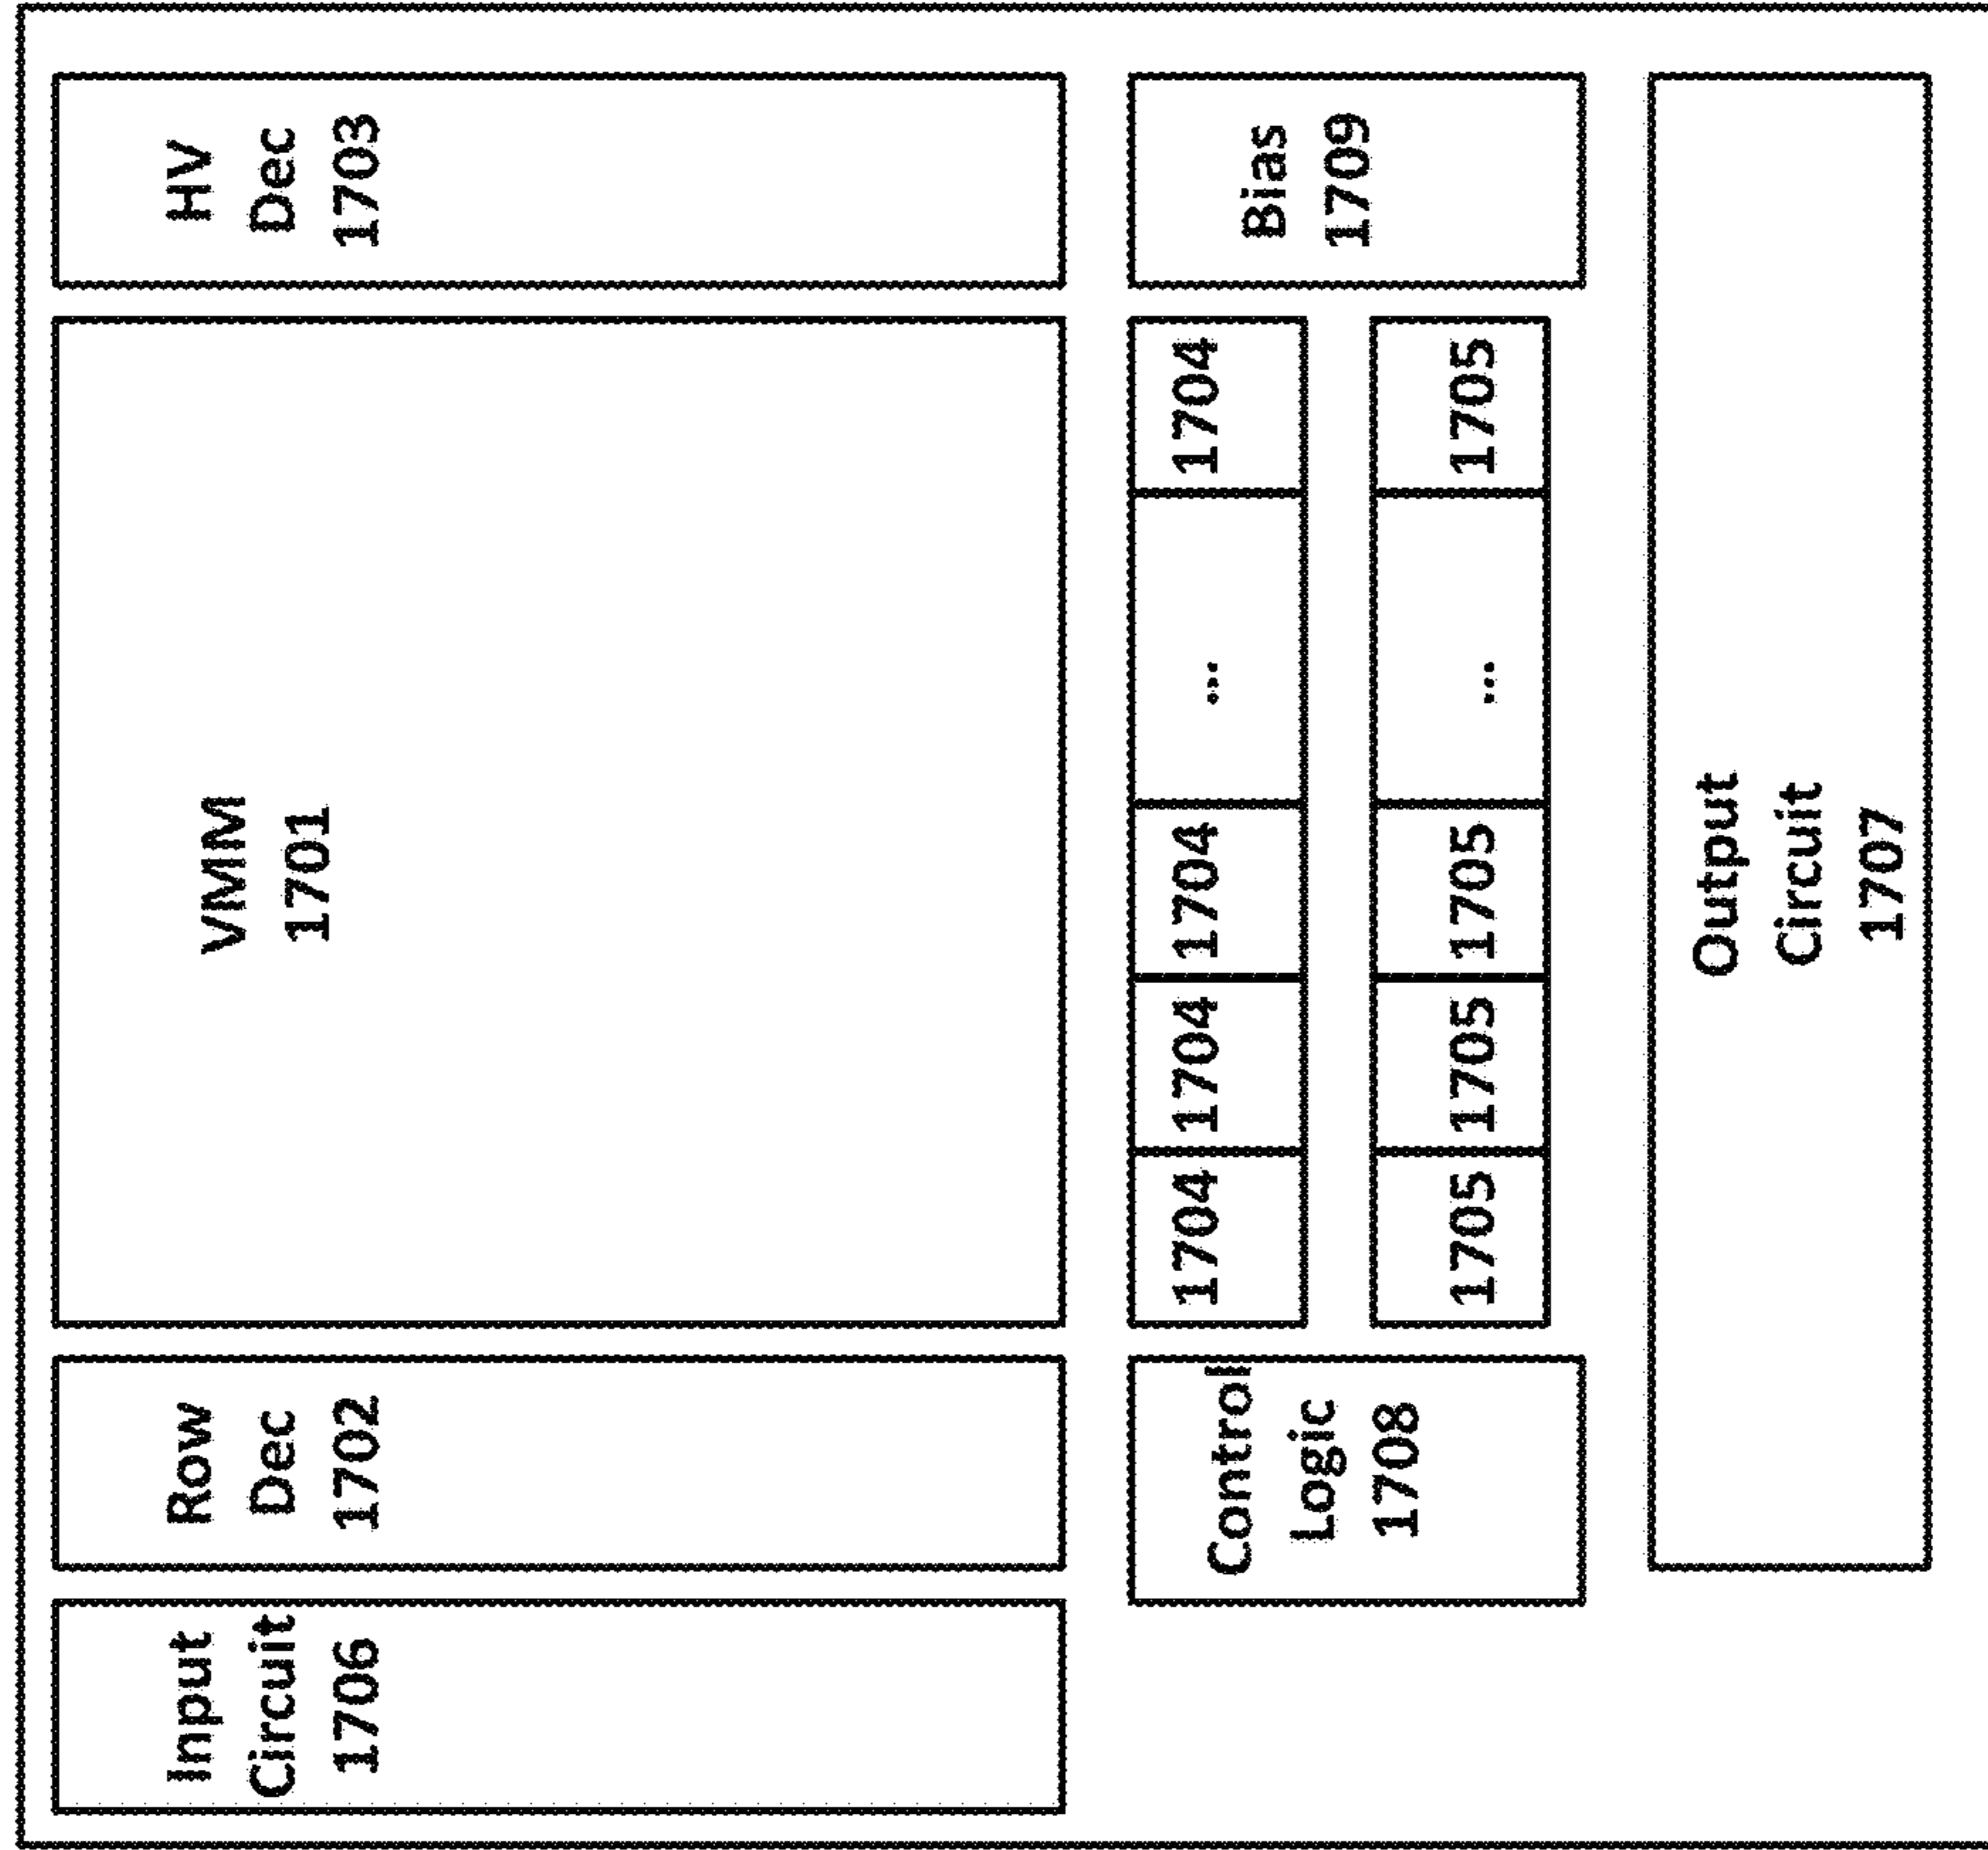 Input
Circuit
1706
Row
Dec
1702
VMM
1701
HV
Dec
1703
Control
Logic
1708
1704 1704 1704 ... 1704
1705 1705 1705 ... 1705
Bias
1709
Output
Circuit
1707